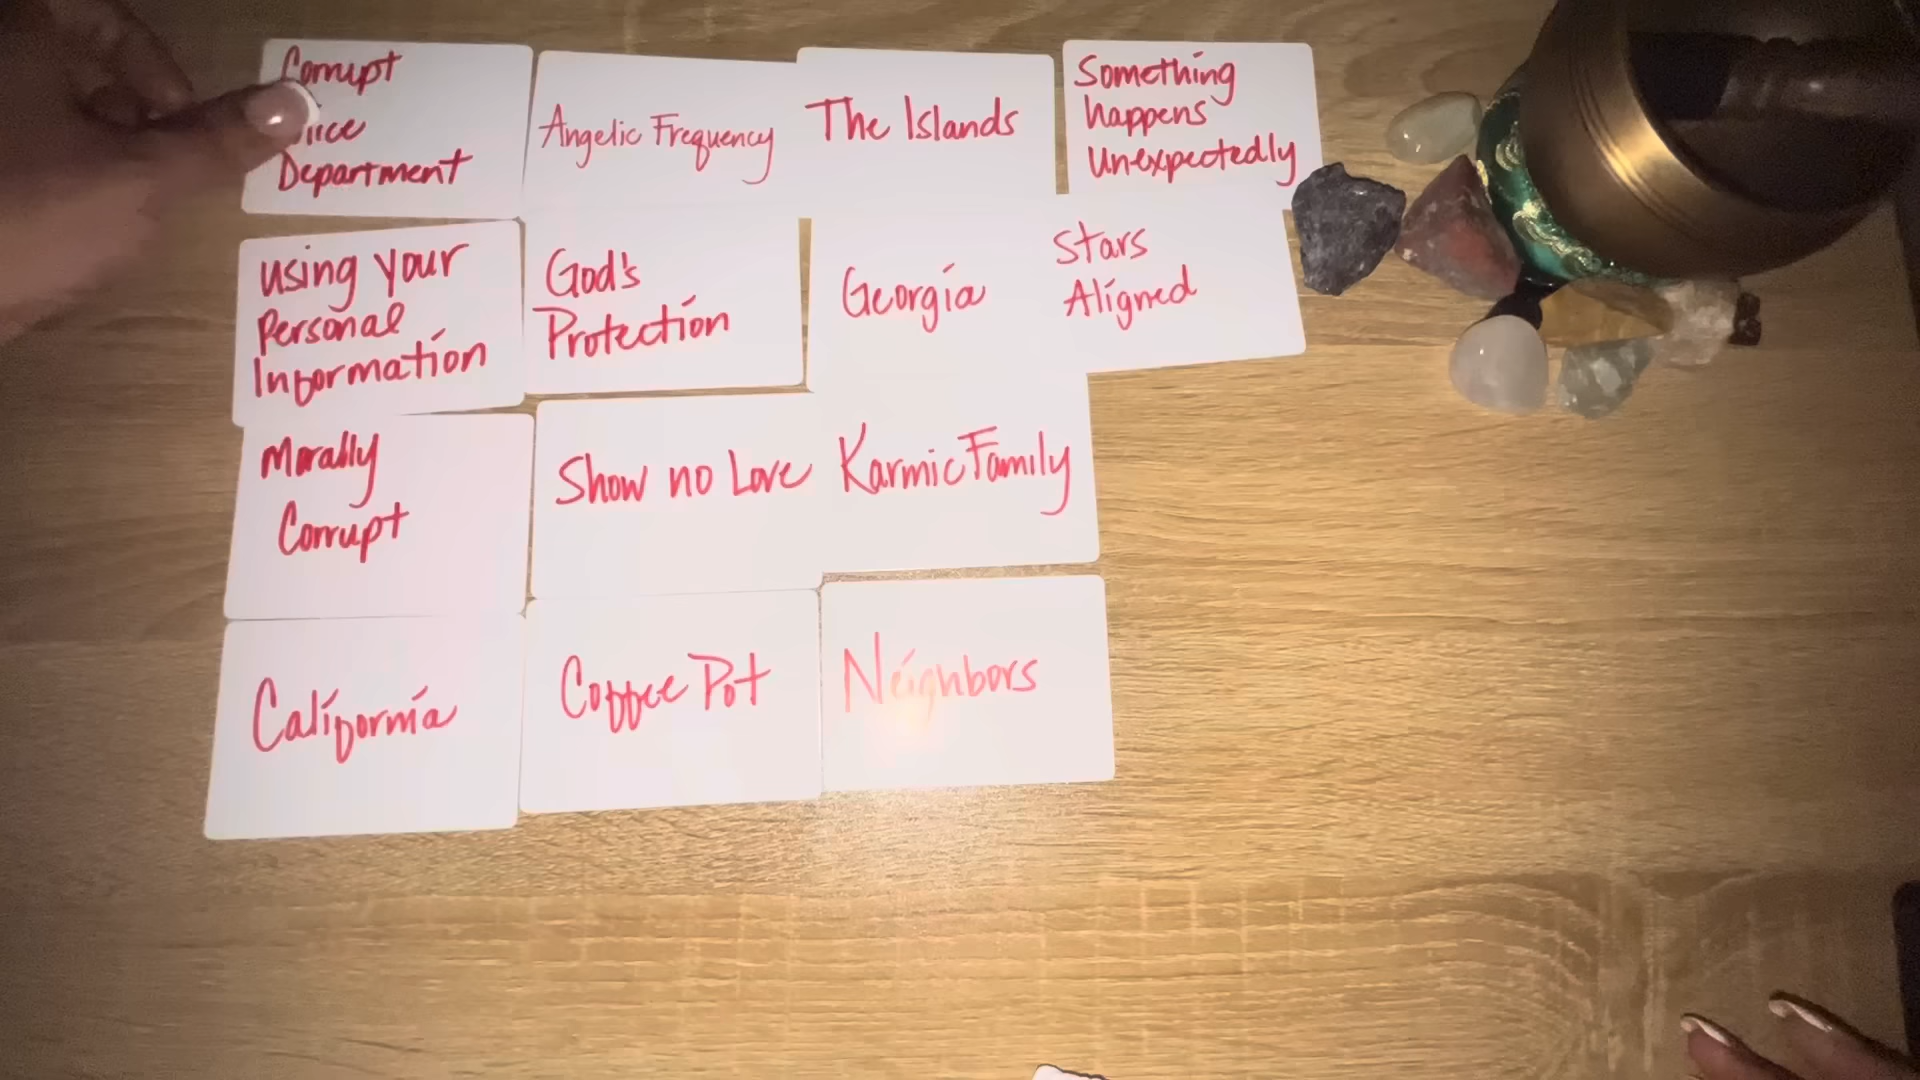 Corrupt
Department
Angelic Frequency
The Islands
Something
happens
Unexpectedly
using your
Personal
Information
God's
Protection
Georgia
Stars
Aligned
Morally
Corrupt
Show no Love
Karmic Family
California
Coffee Pot
Neighbors